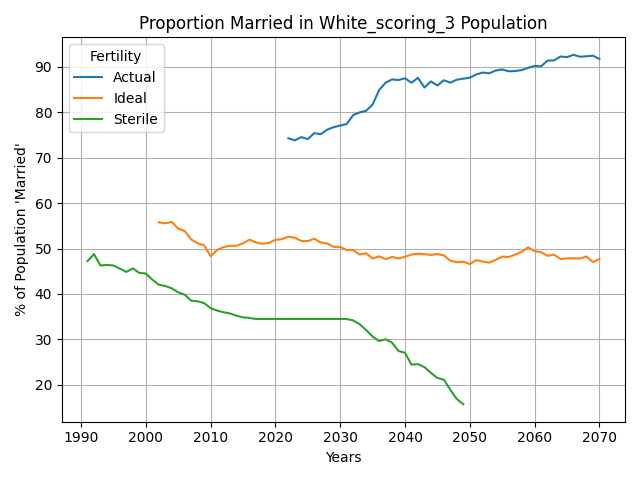 Proportion Married in White_scoring_3 Population
Fertility
Actual
Ideal
Sterile
% of Population 'Married'
90
80
70
60
50
40
30
20
1990
2000
2010
2020
2030
2040
2050
2060
2070
Years